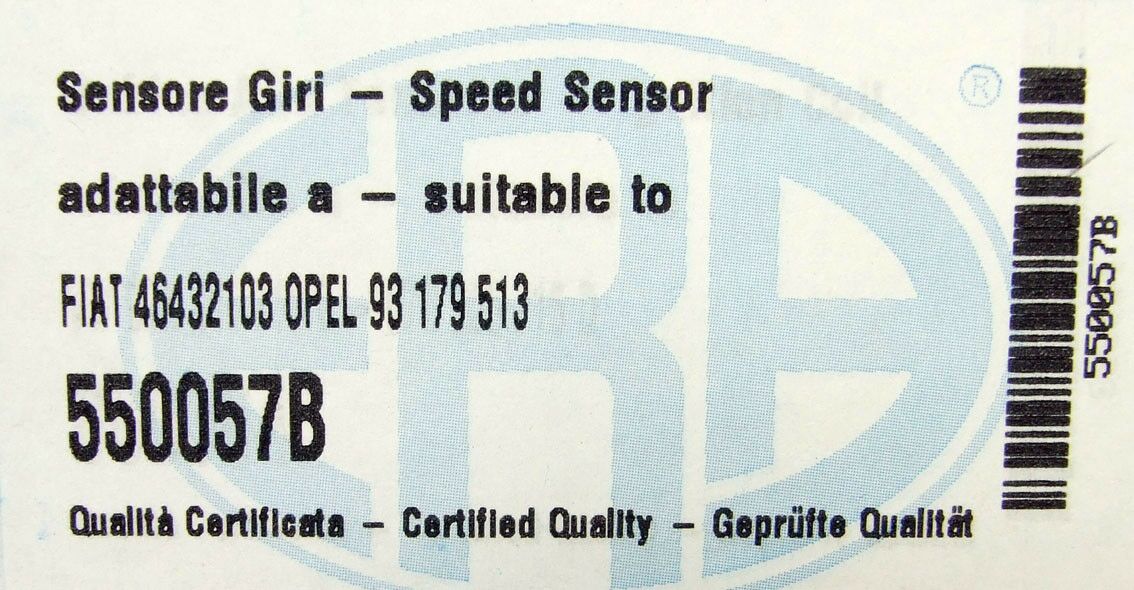 Sensore Giri – Speed Sensor
adattabile a – suitable to
FIAT 46432103 OPEL 93 179 513
550057B
Qualità Certificata – Certified Quality – Geprüfte Qualität
ERA
®
550057B